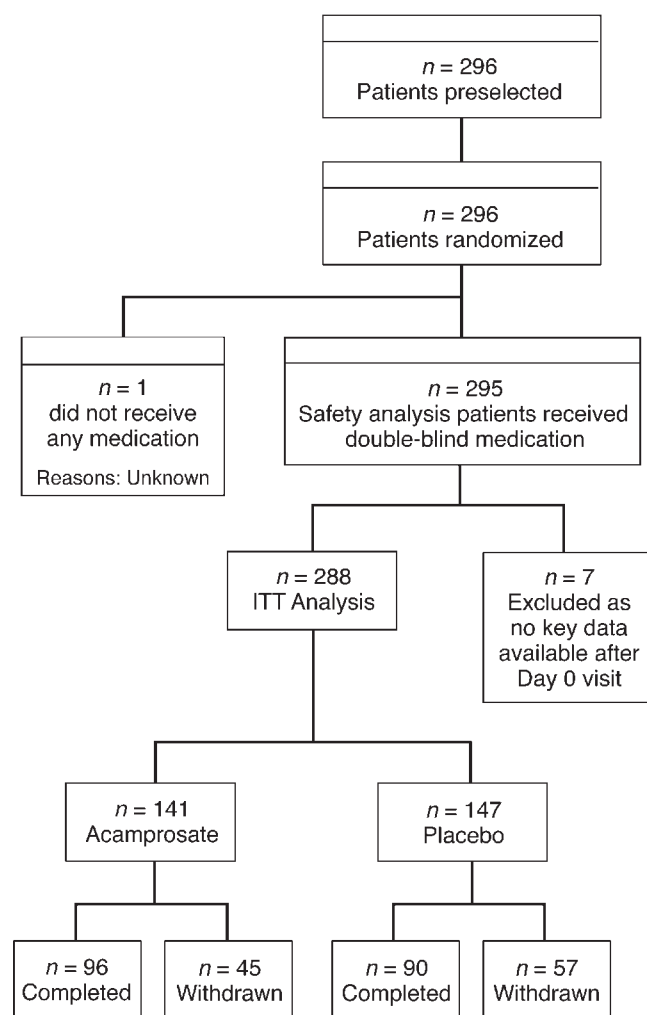 n = 296
Patients preselected
n = 296
Patients randomized
n = 1
did not receive
any medication
Reasons: Unknown
n = 295
Safety analysis patients received
double-blind medication
n = 288
ITT Analysis
n = 7
Excluded as
no key data
available after
Day 0 visit
n = 141
Acamprosate
n = 147
Placebo
n = 96
Completed
n = 45
Withdrawn
n = 90
Completed
n = 57
Withdrawn